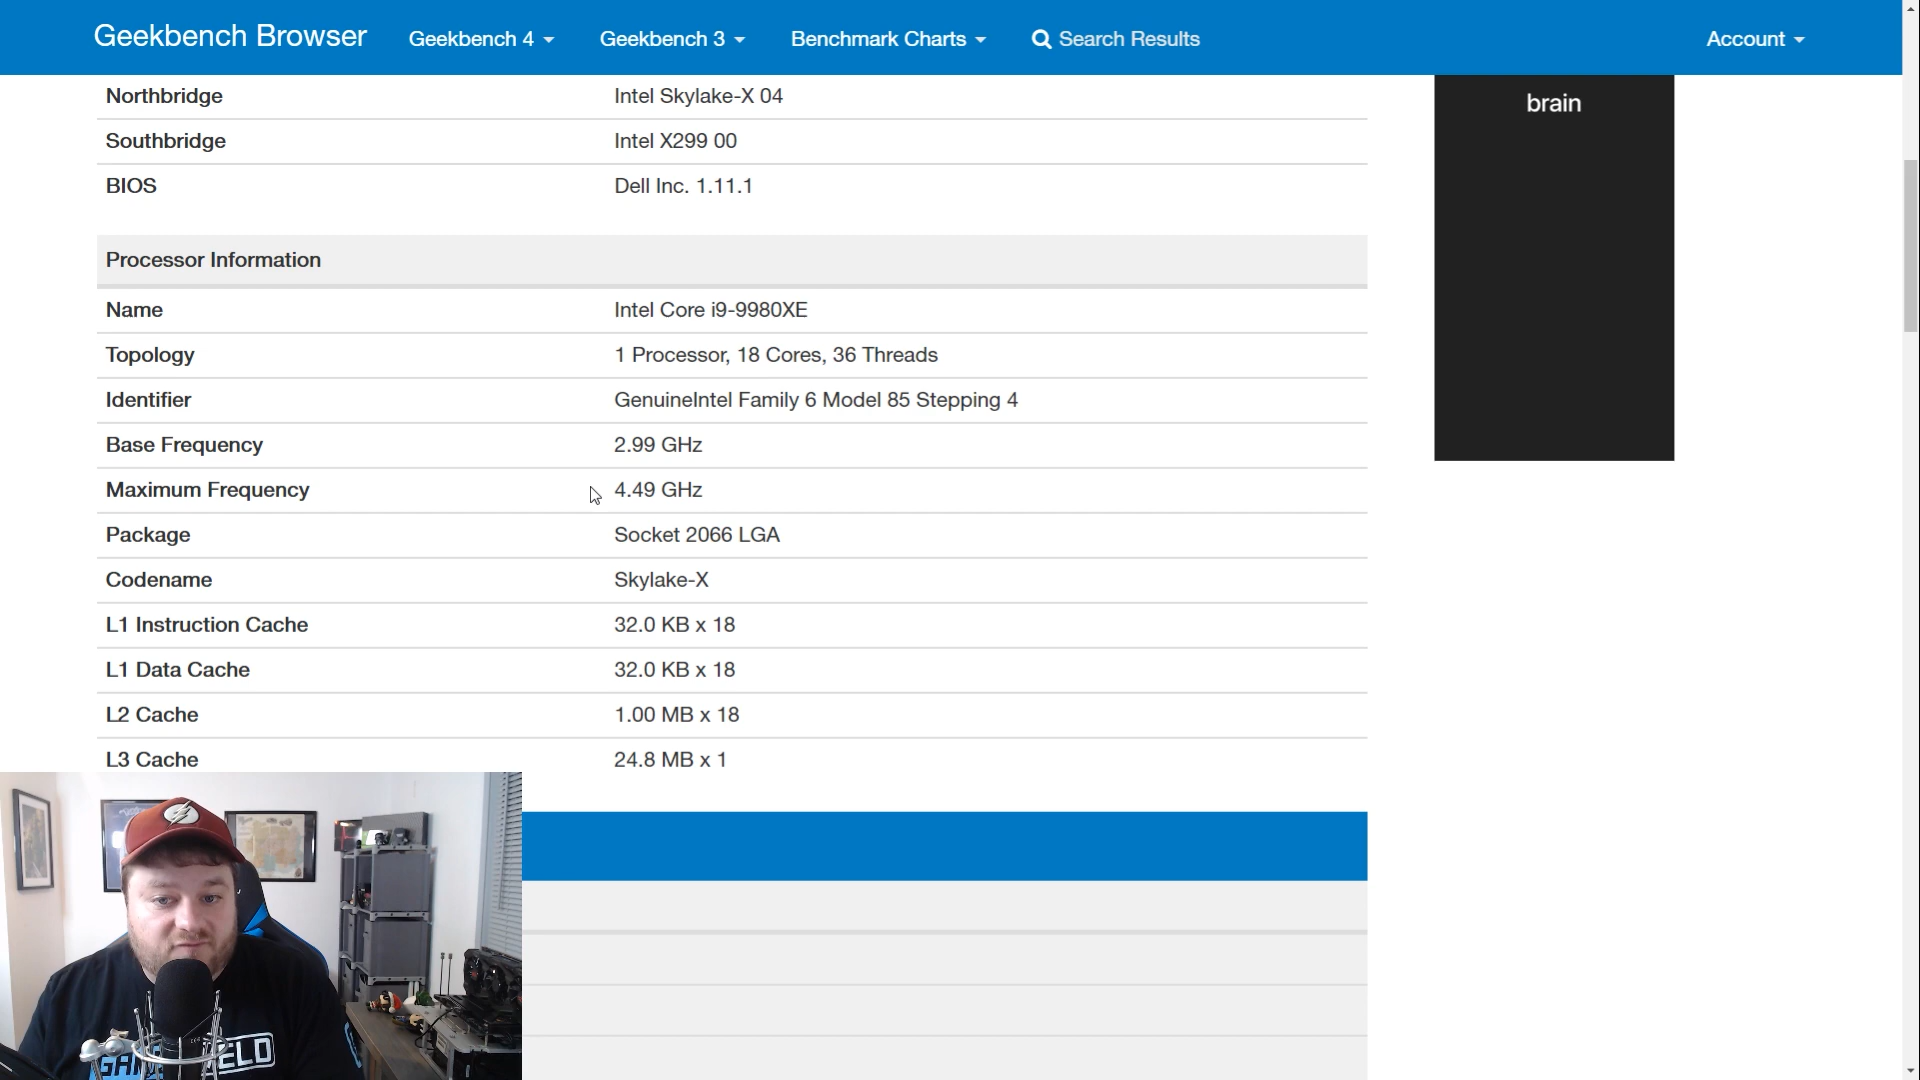 Geekbench Browser Geekbench 4 Geekbench 3 Benchmark Charts Search Results Account
Northbridge Intel Skylake-X 04
brain
Southbridge Intel X299 00
BIOS Dell Inc. 1.11.1
Processor Information
Name Intel Core i9-9980XE
Topology 1 Processor, 18 Cores, 36 Threads
Identifier GenuineIntel Family 6 Model 85 Stepping 4
Base Frequency 2.99 GHz
Maximum Frequency 4.49 GHz
Package Socket 2066 LGA
Codename Skylake-X
L1 Instruction Cache 32.0 KB x 18
L1 Data Cache 32.0 KB x 18
L2 Cache 1.00 MB x 18
L3 Cache 24.8 MB x 1